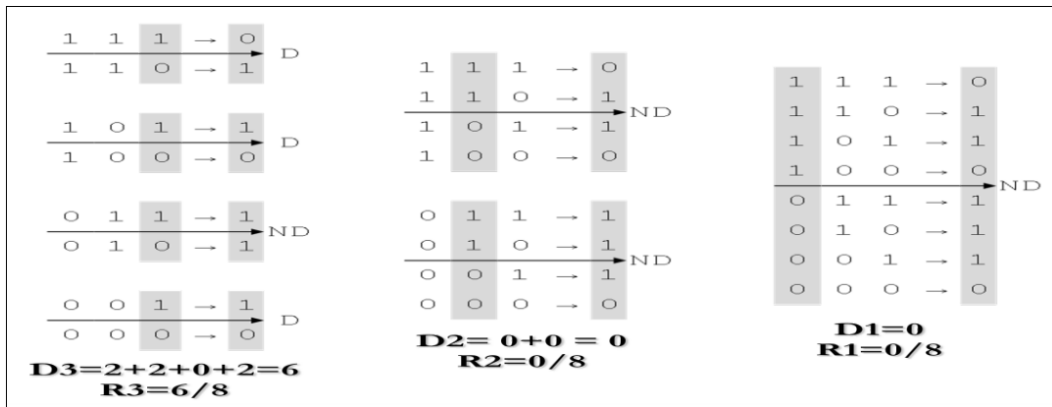 1 1 1 → 0
D
1 1 0 → 1
1 0 1 → 1
D
1 0 0 → 0
0 1 1 → 1
ND
0 1 0 → 1
0 0 1 → 1
D
0 0 0 → 0
D3=2+2+0+2=6
R3=6/8
1 1 1 → 0
1 1 0 → 1
ND
1 0 1 → 1
1 0 0 → 0
0 1 1 → 1
0 1 0 → 1
ND
0 0 1 → 1
0 0 0 → 0
D2= 0+0 = 0
R2=0/8
1 1 1 → 0
1 1 0 → 1
1 0 1 → 1
1 0 0 → 0
ND
0 1 1 → 1
0 1 0 → 1
0 0 1 → 1
0 0 0 → 0
D1=0
R1=0/8